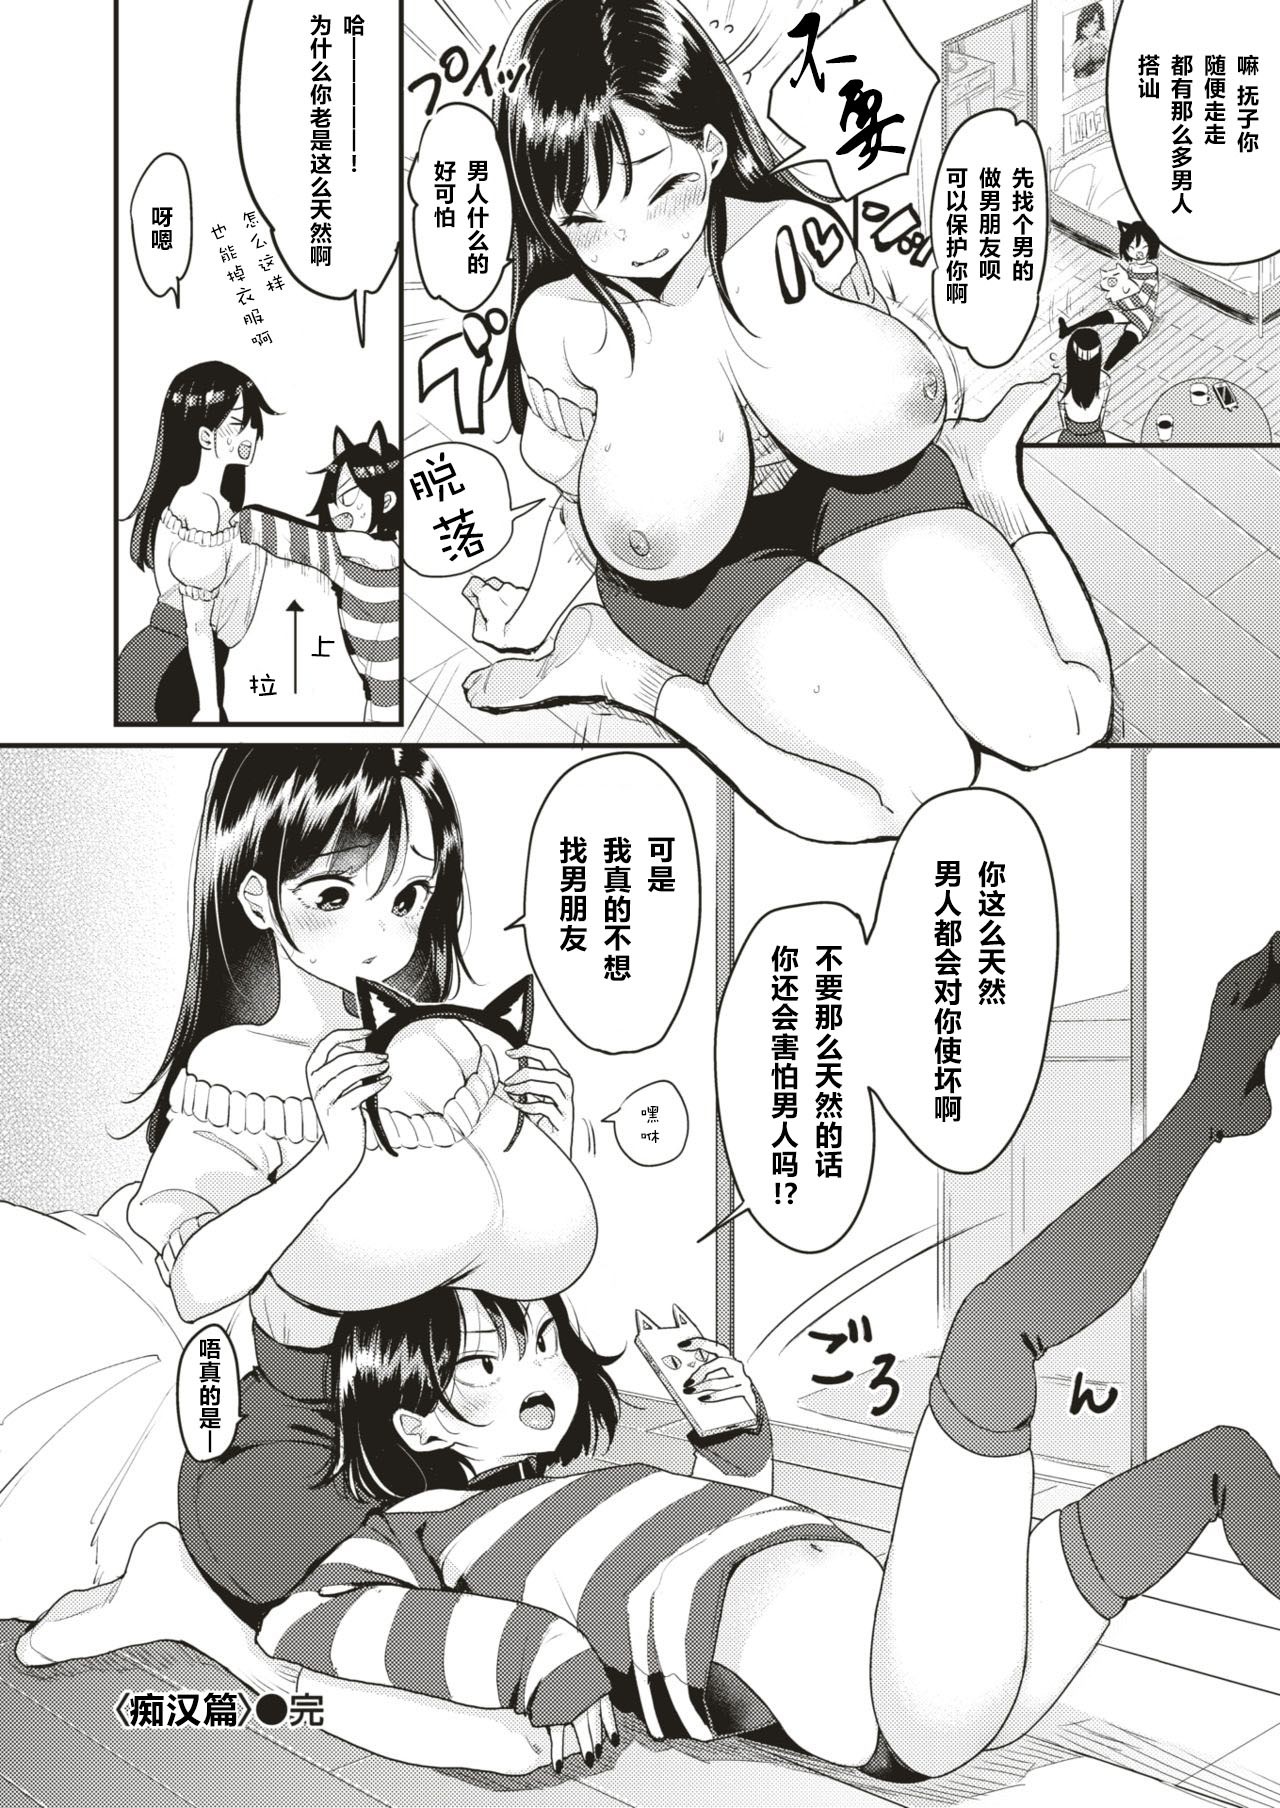 嘛 抚子你
随便走走
都有那么多男人
搭讪
先找个男的
做男朋友呗
可以保护你啊
不要
プロイッ
男人什么的
好可怕
ブルルンッ
脱落
哈——————！
为什么你老是这么天然啊
怎么这样
也能掉衣服啊
呀嗯
上
拉
你这么天然
男人都会对你使坏啊
不要那么天然的话
你还会害怕男人吗!?
可是
我真的不想
找男朋友
嘿咻
唔真的是—
ごろん
〈痴汉篇〉●完